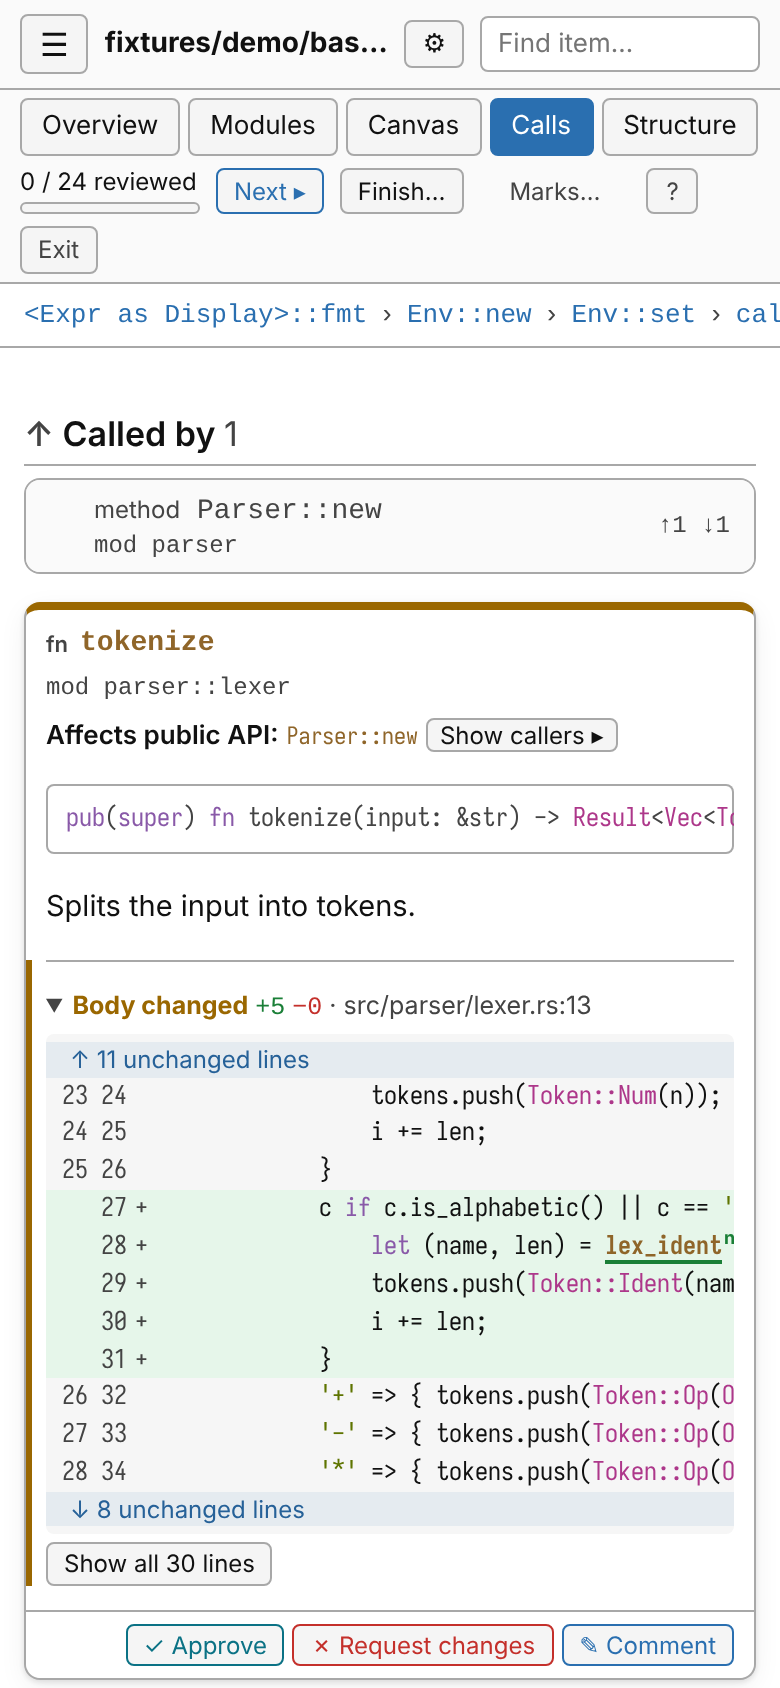 ☰ fixtures/demo/bas... ⚙ Find item...
Overview Modules Canvas Calls Structure
0 / 24 reviewed Next ▸ Finish... Marks... ?
Exit
<Expr as Display>::fmt › Env::new › Env::set › cal
↑ Called by 1
method Parser::new ↑1 ↓1
mod parser
fn tokenize
mod parser::lexer
Affects public API: Parser::new Show callers ▸
pub(super) fn tokenize(input: &str) -> Result<Vec<To
Splits the input into tokens.
▼ Body changed +5 −0 · src/parser/lexer.rs:13
↑ 11 unchanged lines
23 24 tokens.push(Token::Num(n));
24 25 i += len;
25 26 }
27 + c if c.is_alphabetic() || c == '
28 + let (name, len) = lex_ident
29 + tokens.push(Token::Ident(nam
30 + i += len;
31 + }
26 32 '+' => { tokens.push(Token::Op(O
27 33 '-' => { tokens.push(Token::Op(O
28 34 '*' => { tokens.push(Token::Op(O
↓ 8 unchanged lines
Show all 30 lines
✓ Approve × Request changes ✎ Comment